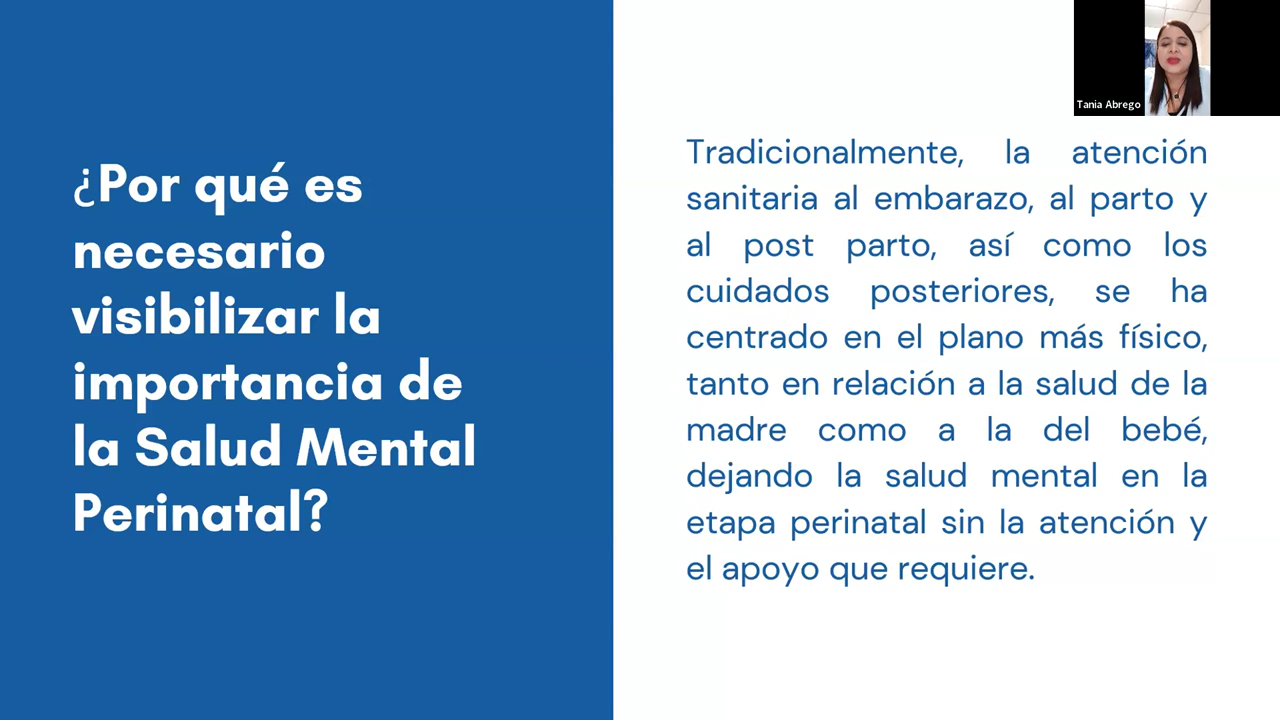 ¿Por qué es
necesario
visibilizar la
importancia de
la Salud Mental
Perinatal?
Tradicionalmente, la atención
sanitaria al embarazo, al parto y
al post parto, así como los
cuidados posteriores, se ha
centrado en el plano más físico,
tanto en relación a la salud de la
madre como a la del bebé,
dejando la salud mental en la
etapa perinatal sin la atención y
el apoyo que requiere.
Tania Abrego